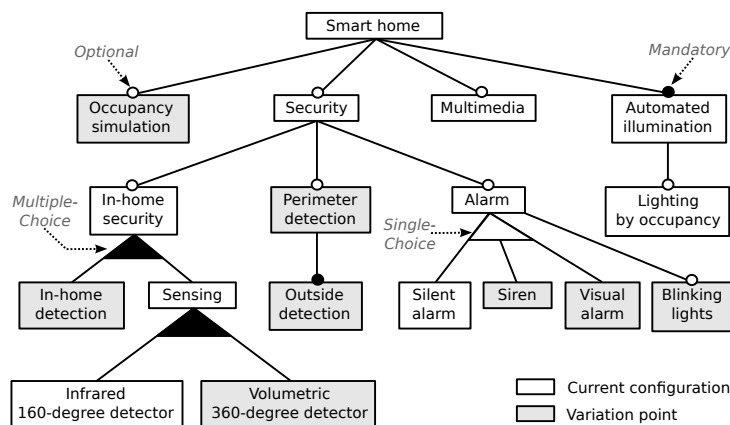 Smart home
Optional
Mandatory
Occupancy
simulation
Security
Multimedia
Automated
illumination
Multiple-
Choice
In-home
security
Perimeter
detection
Alarm
Single-
Choice
Lighting
by occupancy
In-home
detection
Sensing
Outside
detection
Silent
alarm
Siren
Visual
alarm
Blinking
lights
Infrared
160-degree detector
Volumetric
360-degree detector
Current configuration
Variation point